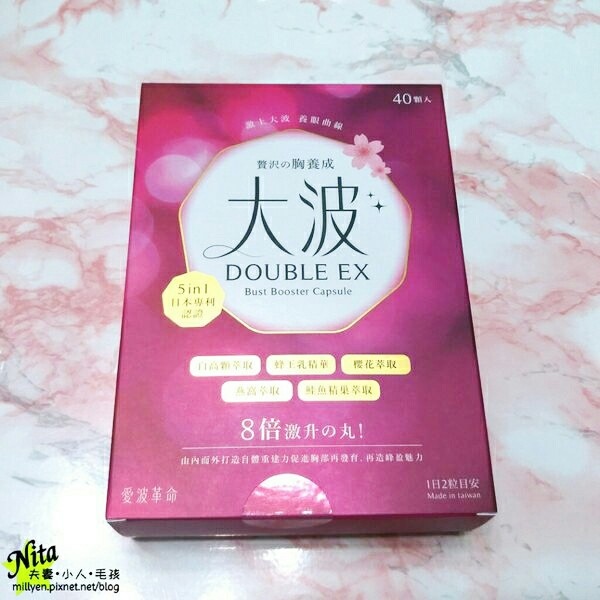 40顆入
激上大波 養眼曲線
贅沢の胸養成
大波
DOUBLE EX
Bust Booster Capsule
5in1
日本專利
認證
白高顆萃取
蜂王乳精華
櫻花萃取
燕窩萃取
鮭魚精巢萃取
8倍激升の丸!
由內而外打造自體重建力促進胸部再發育,再造峰盈魅力
愛波革命
1日2粒目安
Made in taiwan
Nita
夫妻•小人•毛孩
millyen.pixnet.net/blog